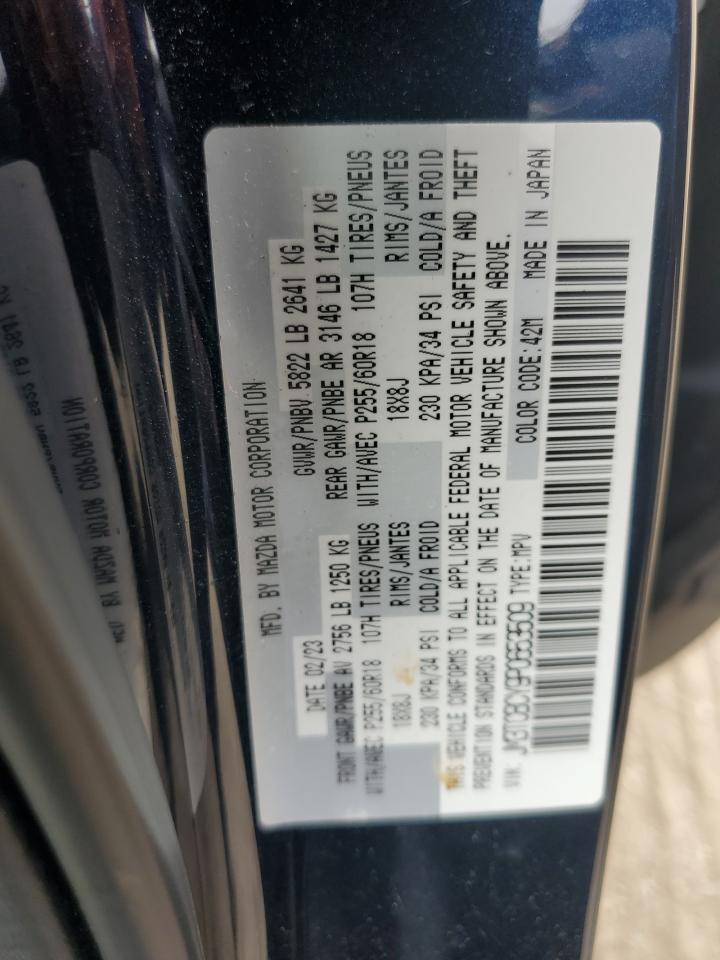 MFD. BY MAZDA MOTOR CORPORATION
DATE 02/23 GVWR/PNBV 5822 LB 2641 KG
FRONT GAWR/PNBE AV 2756 LB 1250 KG REAR GAWR/PNBE AR 3146 LB 1427 KG
WITH/AVEC P255/60R18 107H TIRES/PNEUS WITH/AVEC P255/60R18 107H TIRES/PNEUS
18X8J RIMS/JANTES 18X8J RIMS/JANTES
230 KPA/34 PSI COLD/A FROID 230 KPA/34 PSI COLD/A FROID
THIS VEHICLE CONFORMS TO ALL APPLICABLE FEDERAL MOTOR VEHICLE SAFETY AND THEFT
PREVENTION STANDARDS IN EFFECT ON THE DATE OF MANUFACTURE SHOWN ABOVE.
VIN: JM3TCBCY9P0653509 TYPE:MPV COLOR CODE:42M MADE IN JAPAN